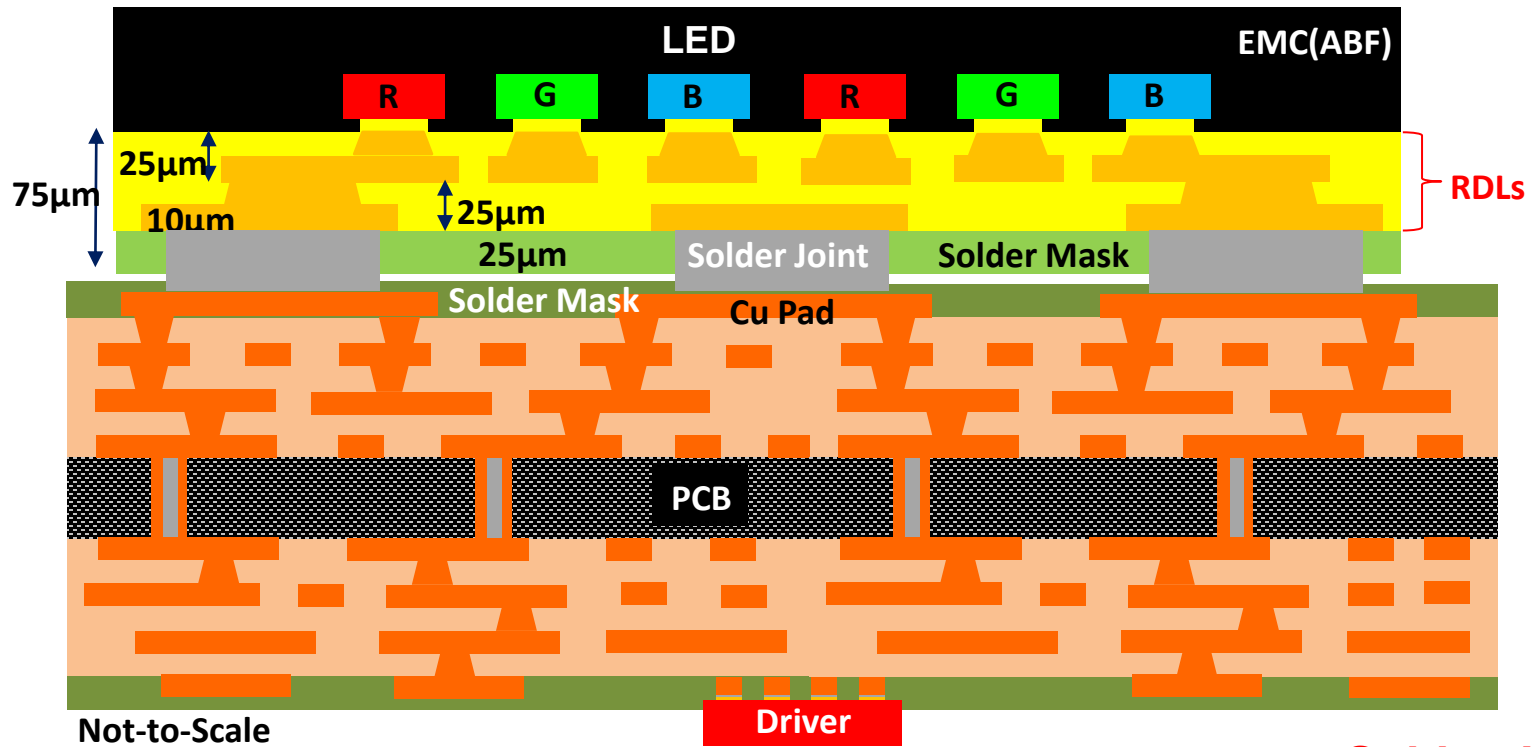 LED
EMC(ABF)
R
G
B
R
G
B
25μm
75μm
RDLs
10μm
25μm
25μm
Solder Joint
Solder Mask
Solder Mask
Cu Pad
PCB
Driver
Not-to-Scale